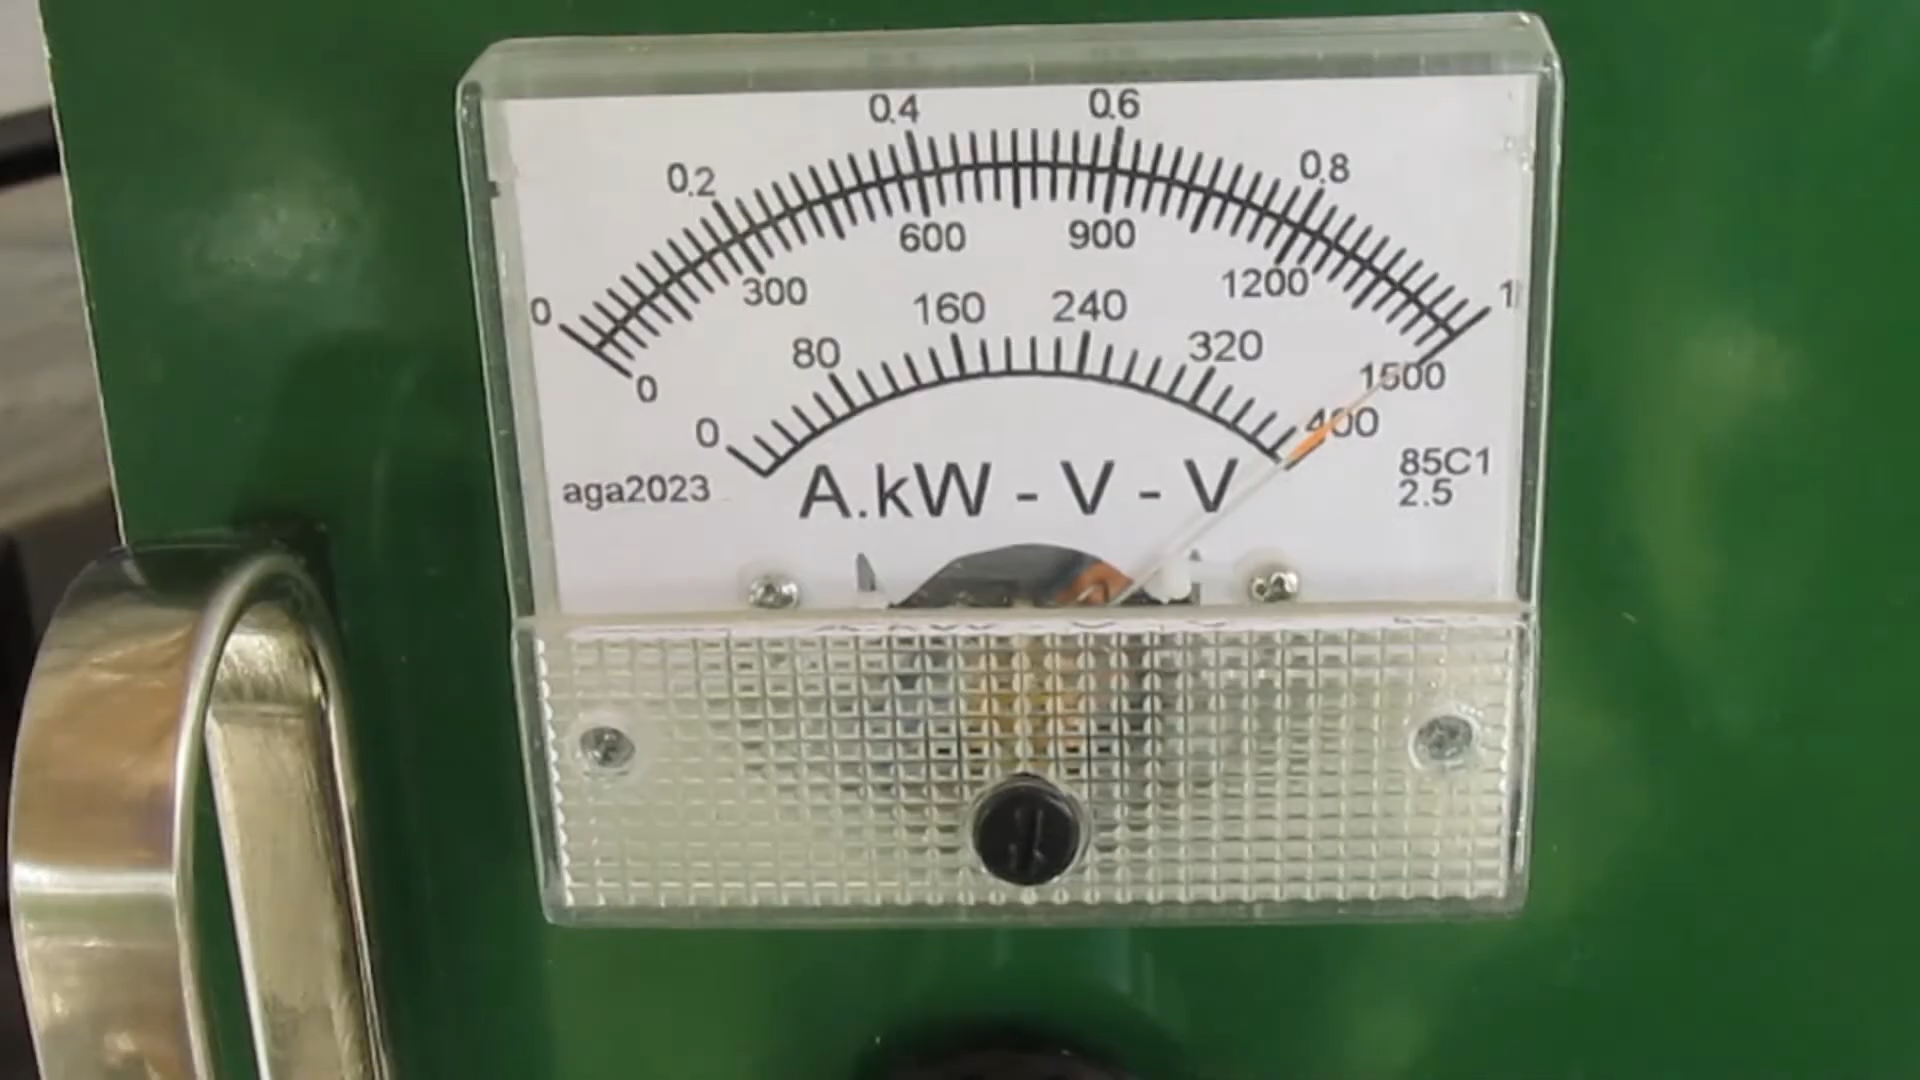 0 0.2 0.4 0.6 0.8 1
0 300 600 900 1200 1500
0 80 160 240 320 400
aga2023
A.kW - V - V
85C1
2.5